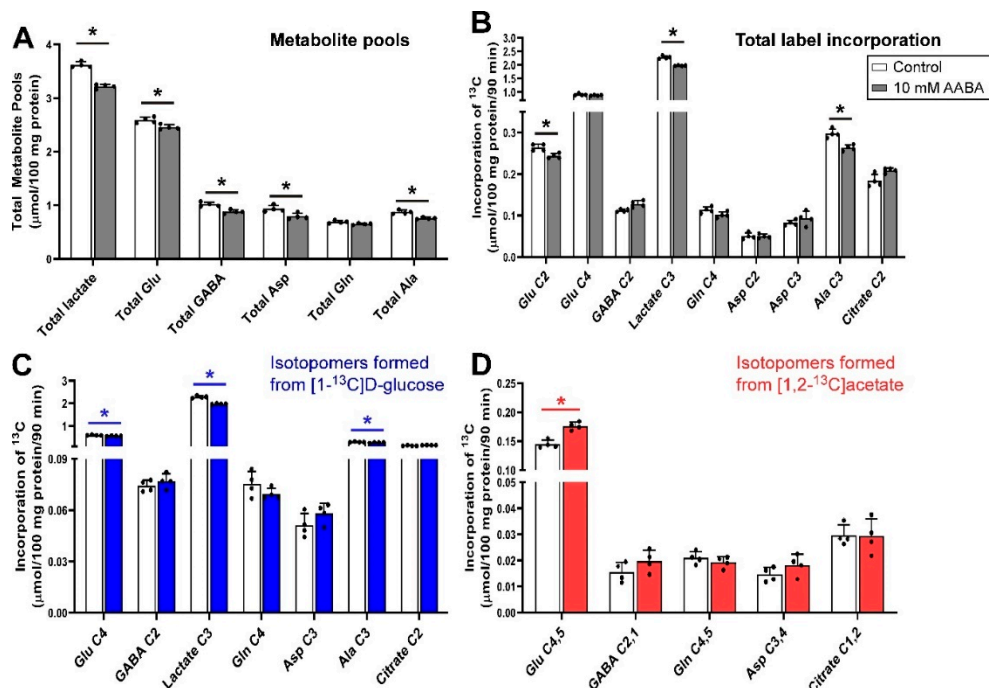 A
Metabolite pools
Total Metabolite Pools
(μmol/100 mg protein)
4
3
2
1
0
*
*
*
*
*
Total lactate
Total Glu
Total GABA
Total Asp
Total Gln
Total Ala
B
Total label incorporation
Control
10 mM AABA
Incorporation of 13C
(μmol/100 mg protein/90 min)
3.0
2.5
2.0
1.5
1.0
0.5
0.3
0.2
0.1
0.0
*
*
*
Glu C2
Glu C4
GABA C2
Lactate C3
Gln C4
Asp C2
Asp C3
Ala C3
Citrate C2
C
Isotopomers formed
from [1-13C]D-glucose
Incorporation of 13C
(μmol/100 mg protein/90 min)
3
2
1
0.09
0.06
0.03
0.00
*
*
*
Glu C4
GABA C2
Lactate C3
Gln C4
Asp C3
Ala C3
Citrate C2
D
Isotopomers formed
from [1,2-13C]acetate
Incorporation of 13C
(μmol/100 mg protein/90 min)
0.20
0.15
0.10
0.04
0.03
0.02
0.01
0.00
*
Glu C4,5
GABA C2,1
Gln C4,5
Asp C3,4
Citrate C1,2